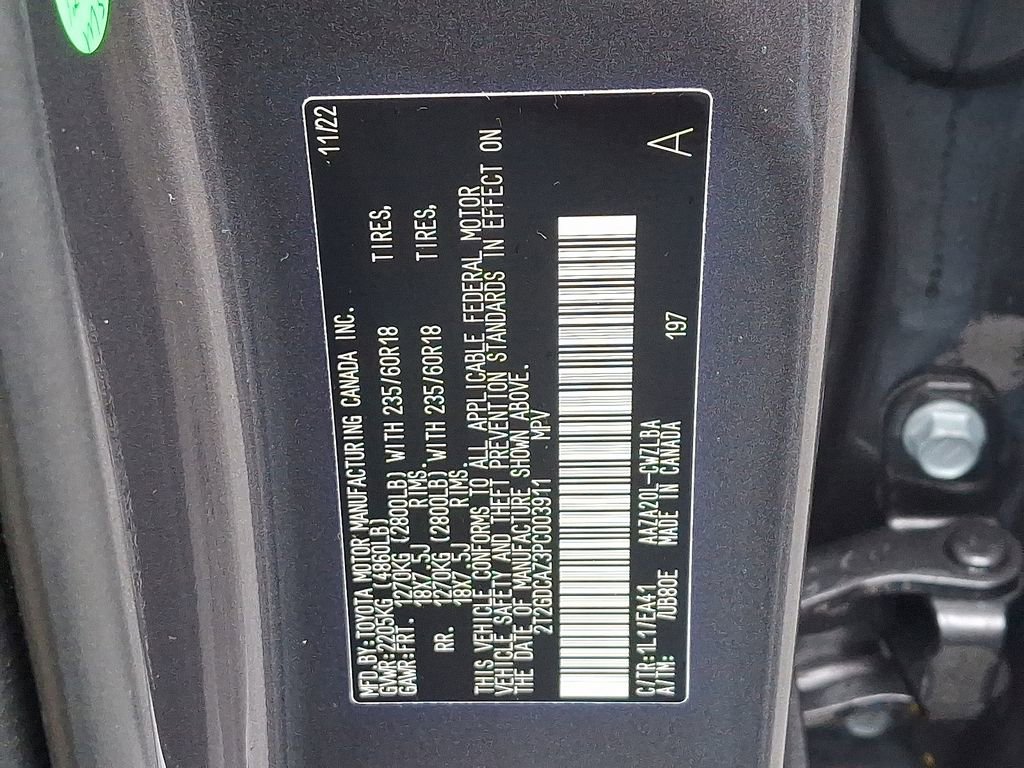 MFD.BY:TOYOTA MOTOR MANUFACTURING CANADA INC. 11/22
GVWR:2205KG (4860LB)
GAWR:FRT. 1270KG (2800LB) WITH 235/60R18 TIRES,
18X7.5J RIMS.
RR. 1270KG (2800LB) WITH 235/60R18 TIRES,
18X7.5J RIMS.
THIS VEHICLE CONFORMS TO ALL APPLICABLE FEDERAL MOTOR
VEHICLE SAFETY AND THEFT PREVENTION STANDARDS IN EFFECT ON
THE DATE OF MANUFACTURE SHOWN ABOVE.
2T2GDCAZ3PC003911 MPV
C/TR:1L1/EA41 AAZA20L-CWZLBA 197 A
A/TM: /UB80E MADE IN CANADA